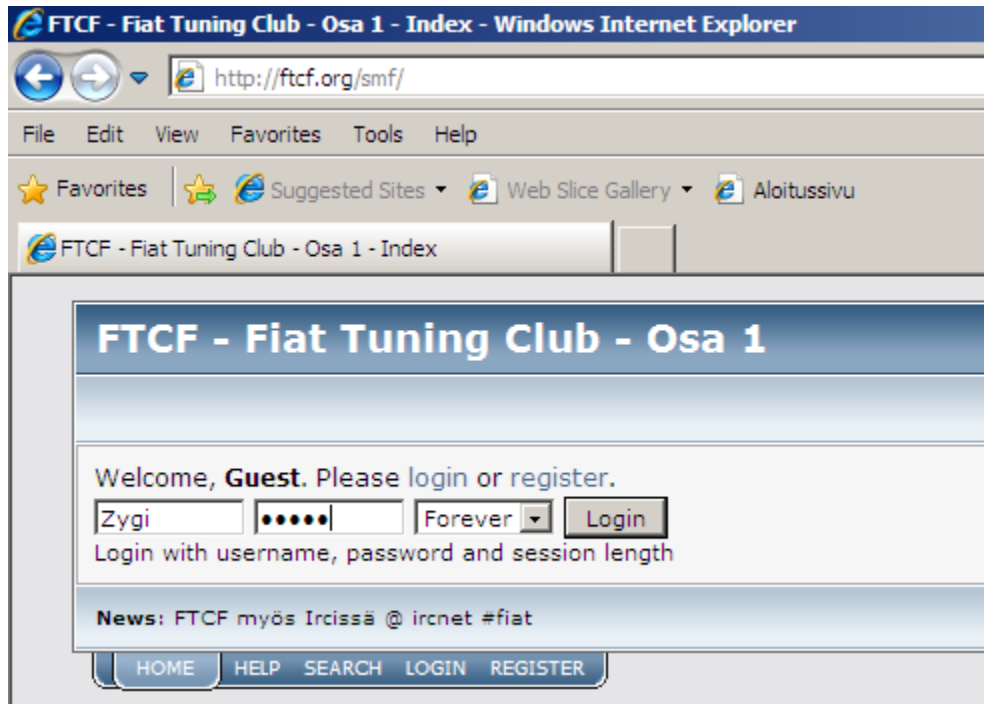 FTCF - Fiat Tuning Club - Osa 1 - Index - Windows Internet Explorer
http://ftcf.org/smf/
File Edit View Favorites Tools Help
Favorites Suggested Sites Web Slice Gallery Aloitussivu
FTCF - Fiat Tuning Club - Osa 1 - Index
FTCF - Fiat Tuning Club - Osa 1
Welcome, Guest. Please login or register.
Zygi ••••• Forever Login
Login with username, password and session length
News: FTCF myös Ircissä @ ircnet #fiat
HOME HELP SEARCH LOGIN REGISTER